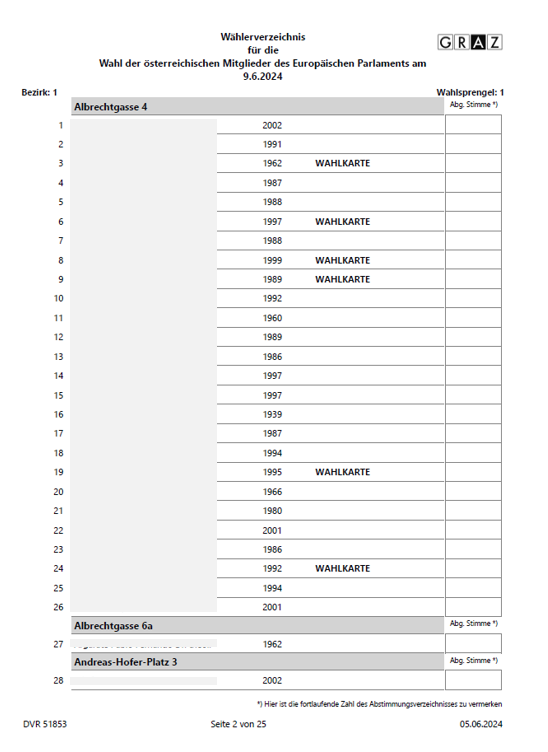 Wählerverzeichnis
für die
Wahl der österreichischen Mitglieder des Europäischen Parlaments am
9.6.2024
GRAZ
Bezirk: 1 Wahlsprengel: 1
Albrechtgasse 4 Abg. Stimme *)
1 2002
2 1991
3 1962 WAHLKARTE
4 1987
5 1988
6 1997 WAHLKARTE
7 1988
8 1999 WAHLKARTE
9 1989 WAHLKARTE
10 1992
11 1960
12 1989
13 1986
14 1997
15 1997
16 1939
17 1987
18 1994
19 1995 WAHLKARTE
20 1966
21 1980
22 2001
23 1986
24 1992 WAHLKARTE
25 1994
26 2001
Albrechtgasse 6a Abg. Stimme *)
27 1962
Andreas-Hofer-Platz 3 Abg. Stimme *)
28 2002
*) Hier ist die fortlaufende Zahl des Abstimmungsverzeichnisses zu vermerken
DVR 51853 Seite 2 von 25 05.06.2024